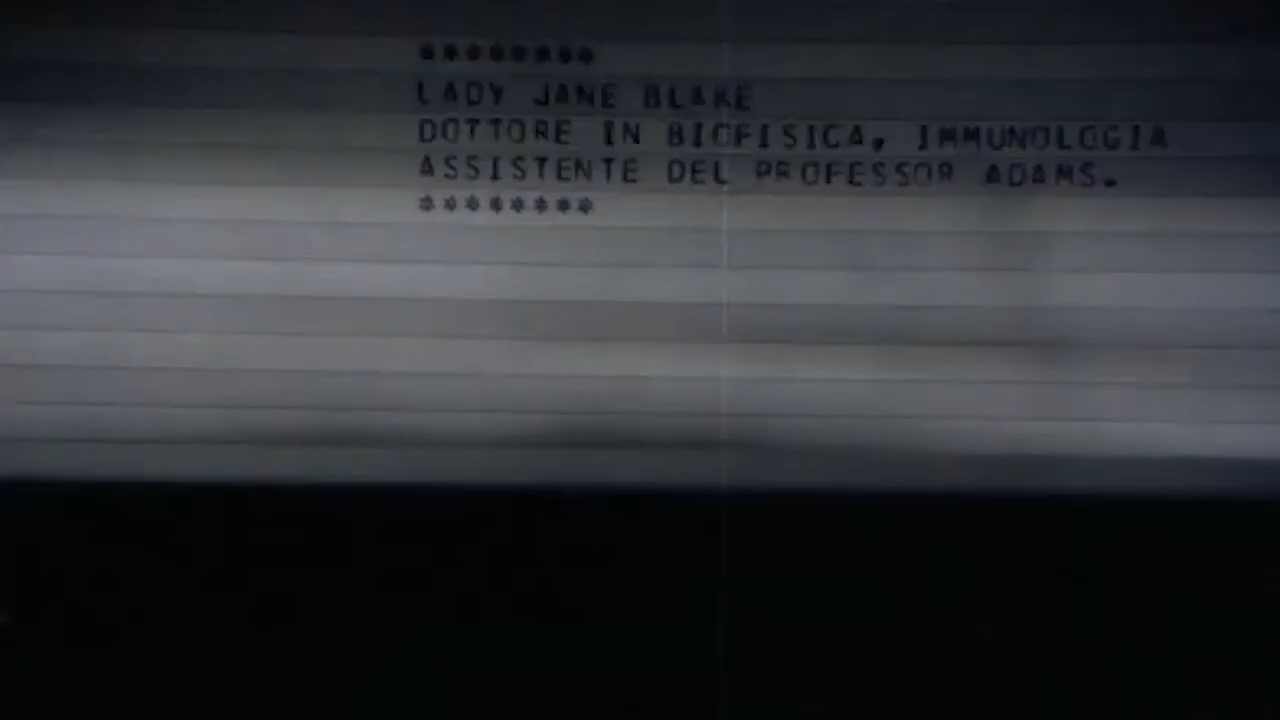 ********
LADY JANE BLAKE
DOTTORE IN BIOFISICA, IMMUNOLOGIA
ASSISTENTE DEL PROFESSOR ADAMS.
********